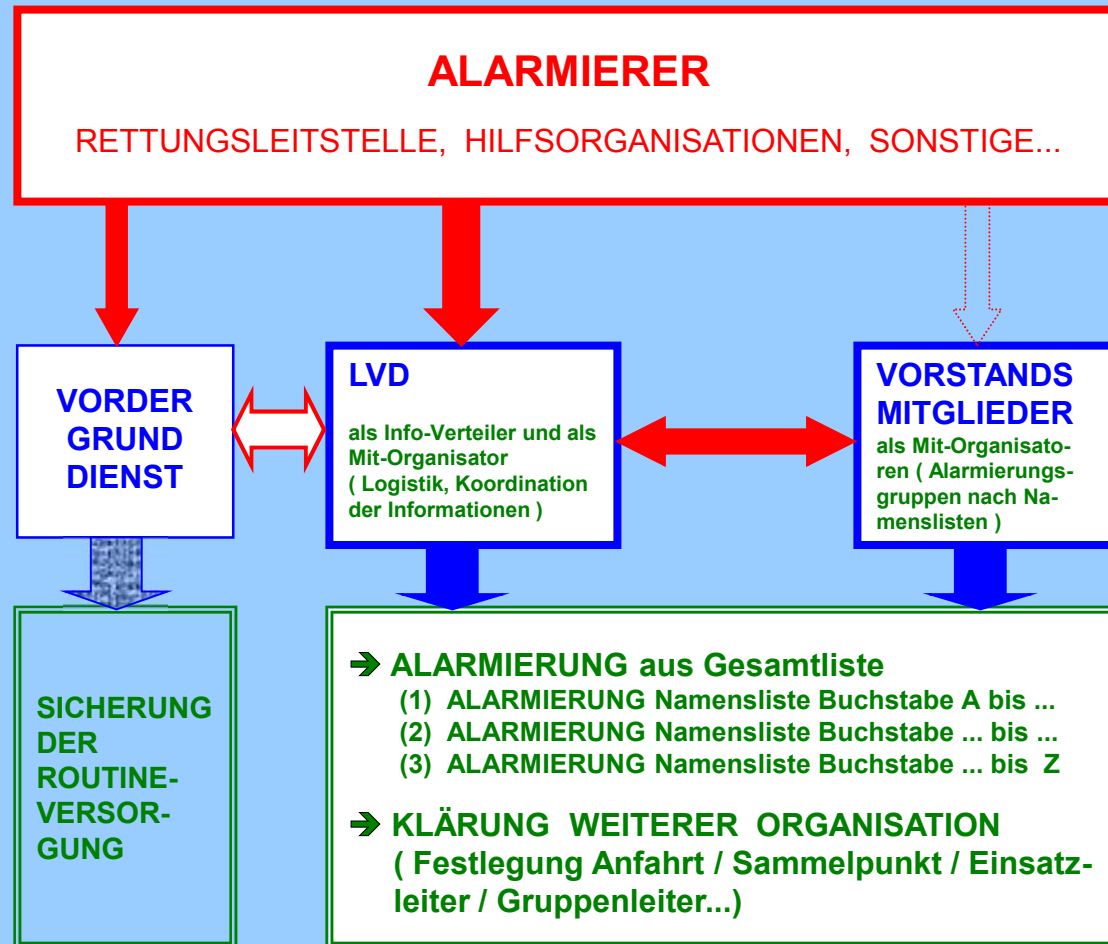 ALARMIERER
RETTUNGSLEITSTELLE, HILFSORGANISATIONEN, SONSTIGE...
VORDER
GRUND
DIENST
LVD
als Info-Verteiler und als
Mit-Organisator
( Logistik, Koordination
der Informationen )
VORSTANDS
MITGLIEDER
als Mit-Organisato-
ren ( Alarmierungs-
gruppen nach Na-
menslisten )
SICHERUNG
DER
ROUTINE-
VERSOR-
GUNG
➔ ALARMIERUNG aus Gesamtliste
(1) ALARMIERUNG Namensliste Buchstabe A bis ...
(2) ALARMIERUNG Namensliste Buchstabe ... bis ...
(3) ALARMIERUNG Namensliste Buchstabe ... bis Z
➔ KLÄRUNG WEITERER ORGANISATION
( Festlegung Anfahrt / Sammelpunkt / Einsatz-
leiter / Gruppenleiter...)